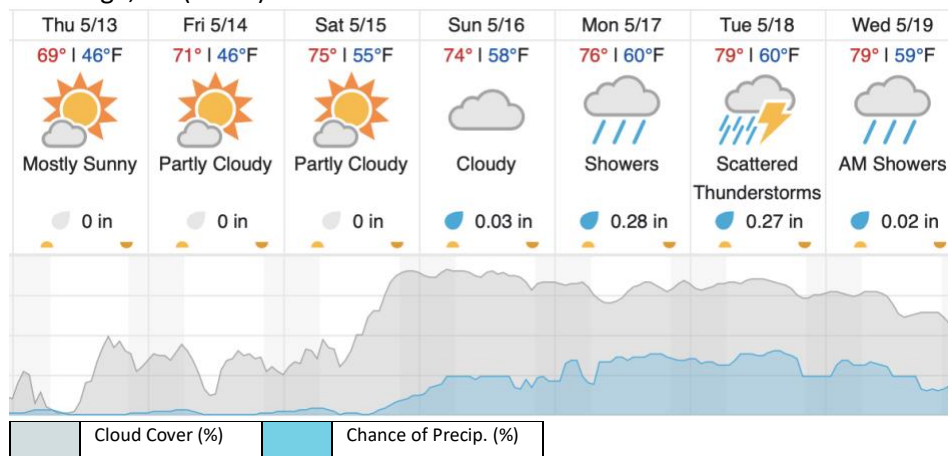 Thu 5/13 Fri 5/14 Sat 5/15 Sun 5/16 Mon 5/17 Tue 5/18 Wed 5/19
69° | 46°F 71° | 46°F 75° | 55°F 74° | 58°F 76° | 60°F 79° | 60°F 79° | 59°F
Mostly Sunny Partly Cloudy Partly Cloudy Cloudy Showers Scattered AM Showers
Thunderstorms
0 in 0 in 0 in 0.03 in 0.28 in 0.27 in 0.02 in
Cloud Cover (%) Chance of Precip. (%)